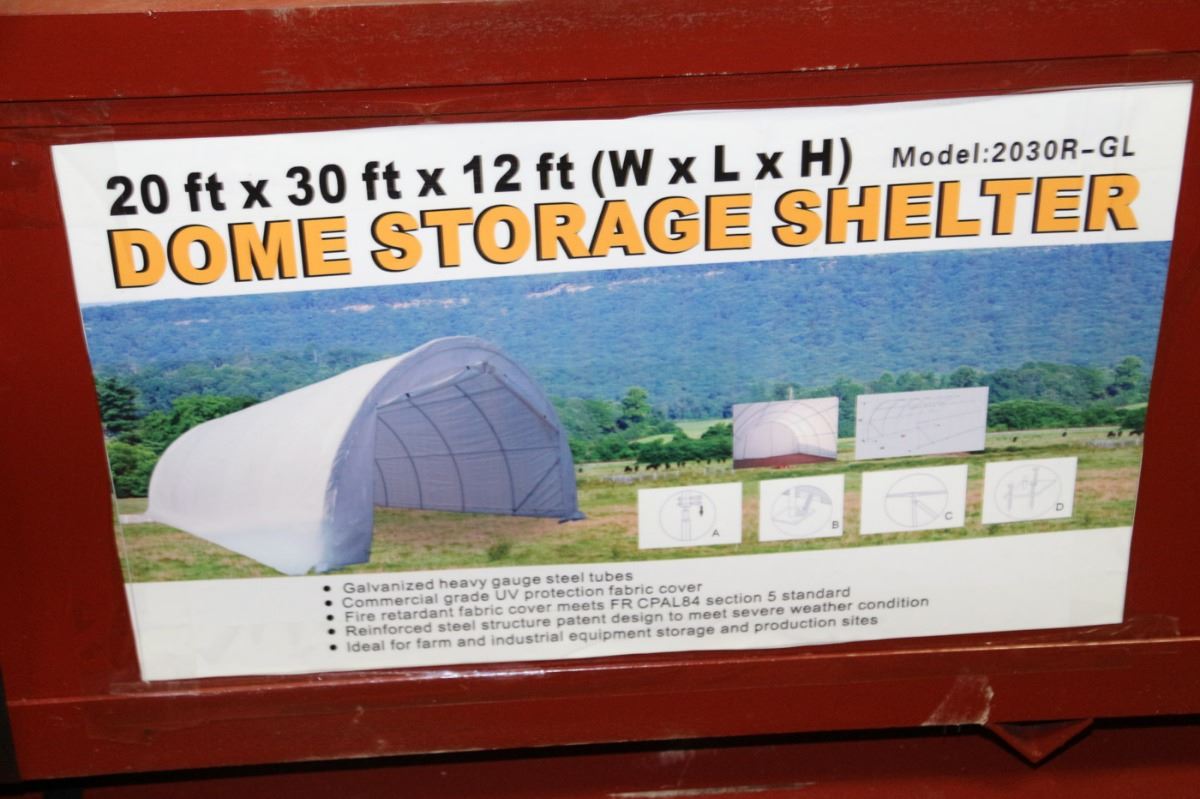 20 ft x 30 ft x 12 ft (W x L x H) Model:2030R-GL
DOME STORAGE SHELTER
A B C D
• Galvanized heavy gauge steel tubes
• Commercial grade UV protection fabric cover
• Fire retardant fabric cover meets FR CPAL84 section 5 standard
• Reinforced steel structure patent design to meet severe weather condition
• Ideal for farm and industrial equipment storage and production sites